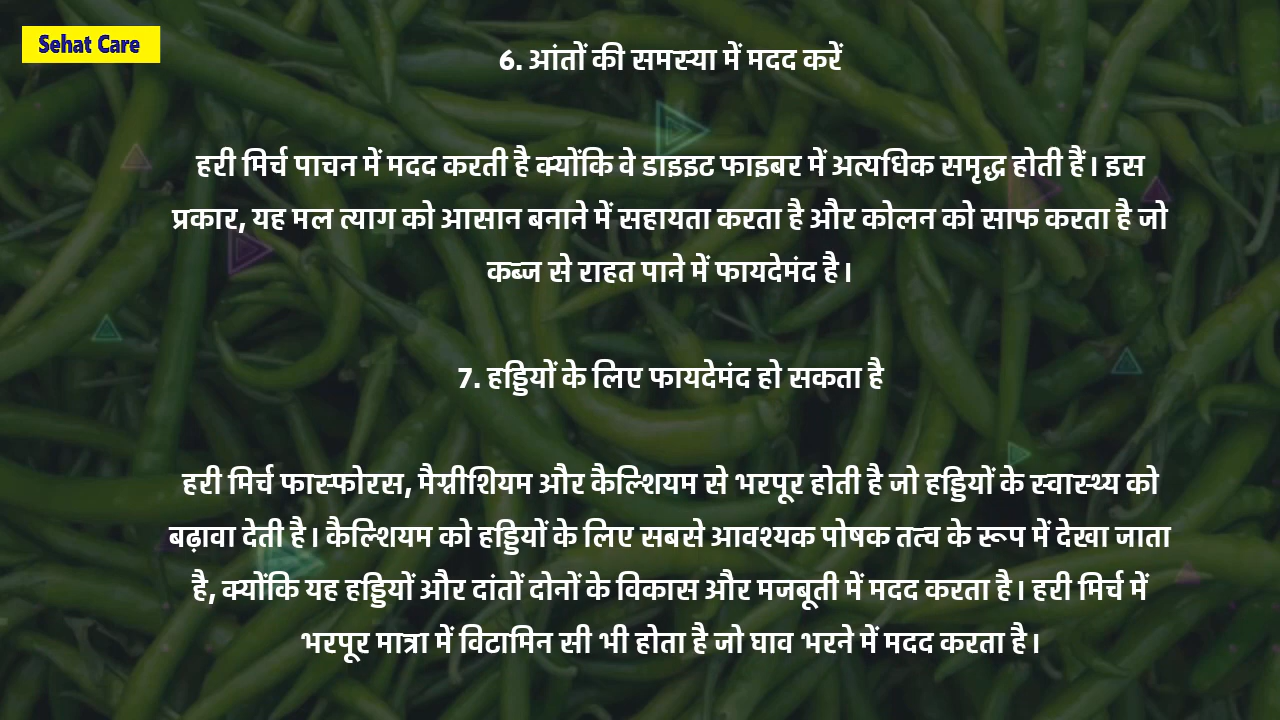 Sehat Care
6. आंतों की समस्या में मदद करें
हरी मिर्च पाचन में मदद करती है क्योंकि वे डाइइट फाइबर में अत्यधिक समृद्ध होती हैं। इस
प्रकार, यह मल त्याग को आसान बनाने में सहायता करता है और कोलन को साफ करता है जो
कब्ज से राहत पाने में फायदेमंद है।
7. हड्डियों के लिए फायदेमंद हो सकता है
हरी मिर्च फास्फोरस, मैग्नीशियम और कैल्शियम से भरपूर होती है जो हड्डियों के स्वास्थ्य को
बढ़ावा देती है। कैल्शियम को हड्डियों के लिए सबसे आवश्यक पोषक तत्व के रूप में देखा जाता
है, क्योंकि यह हड्डियों और दांतों दोनों के विकास और मजबूती में मदद करता है। हरी मिर्च में
भरपूर मात्रा में विटामिन सी भी होता है जो घाव भरने में मदद करता है।